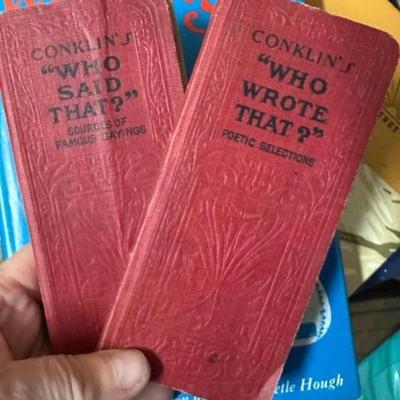 CONKLIN'S
"WHO
SAID
THAT?"
SOURCES OF
FAMOUS SAYINGS
CONKLIN'S
"WHO
WROTE
THAT?"
POETIC SELECTIONS
Hough